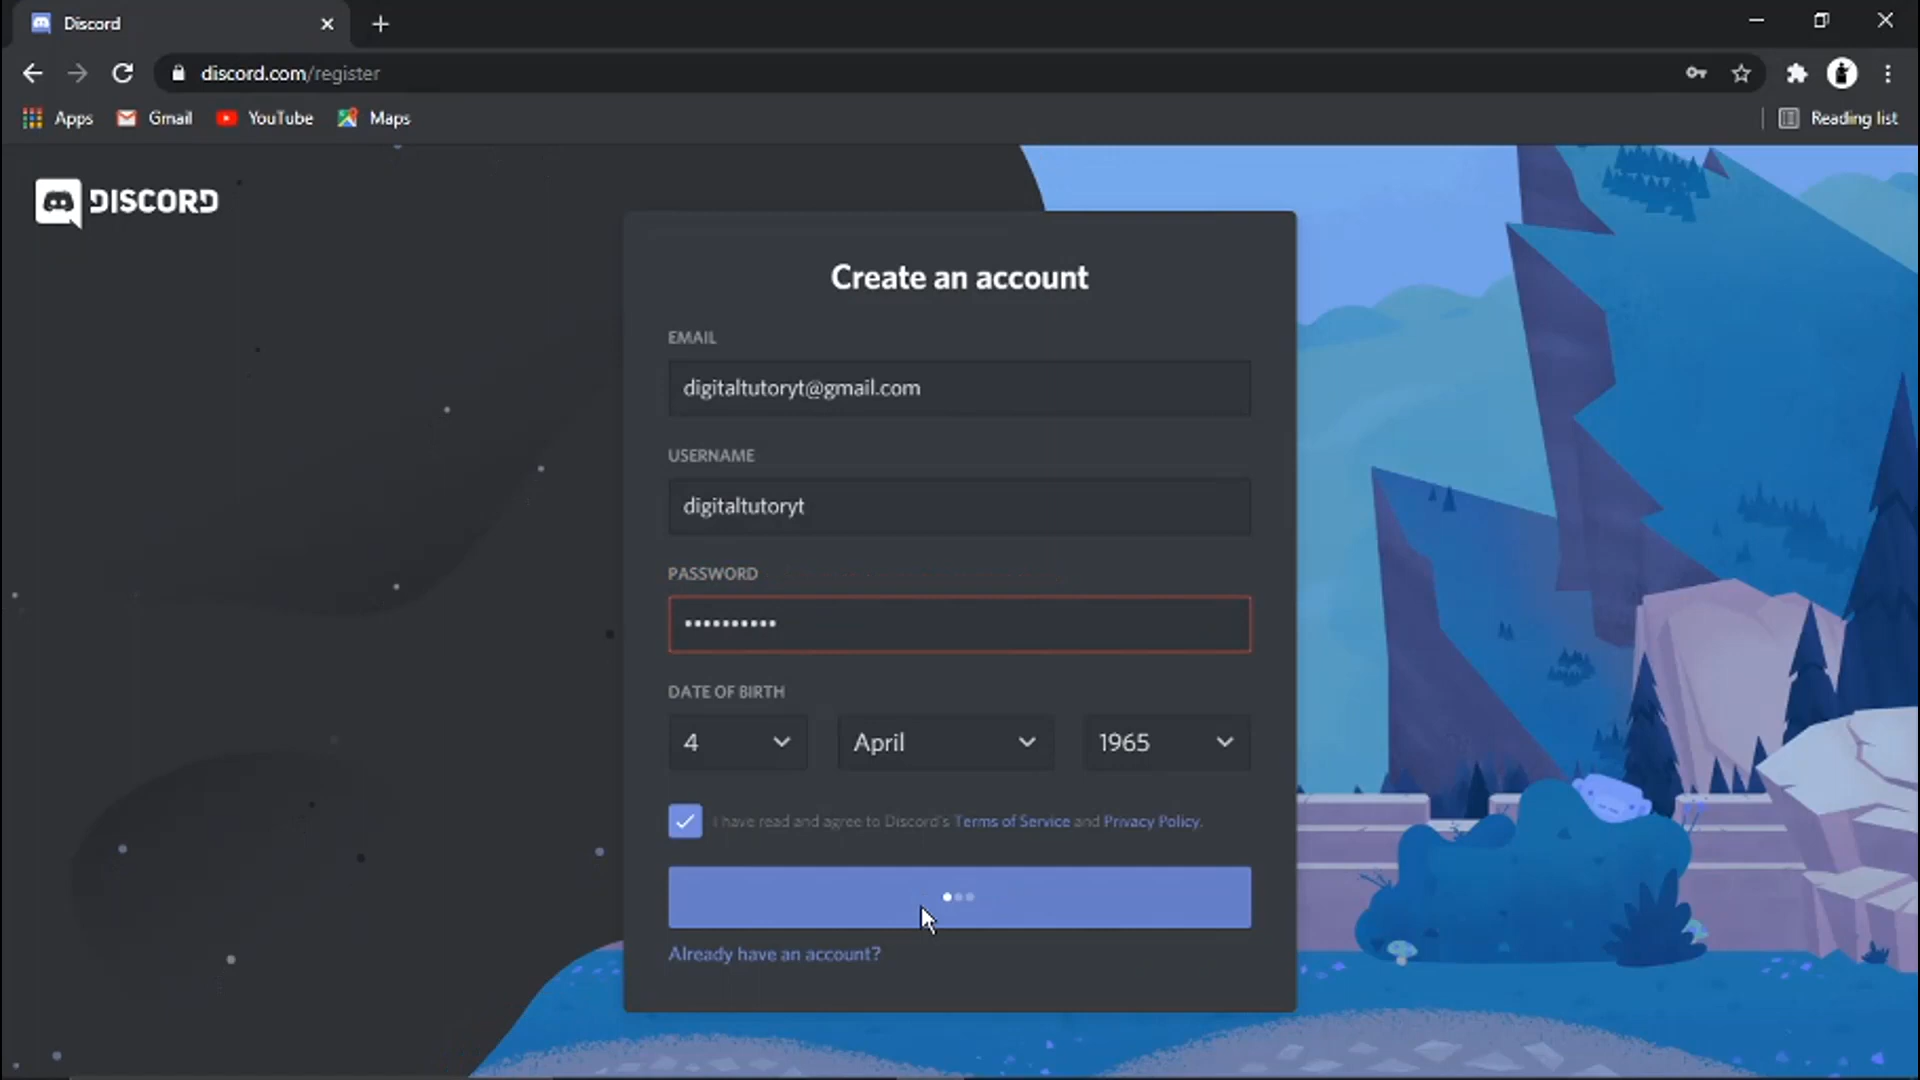 Discord
discord.com/register
Apps Gmail YouTube Maps Reading list
DISCORD
Create an account
EMAIL
digitaltutoryt@gmail.com
USERNAME
digitaltutoryt
PASSWORD
••••••••••
DATE OF BIRTH
4 April 1965
I have read and agree to Discord's Terms of Service and Privacy Policy.
Already have an account?